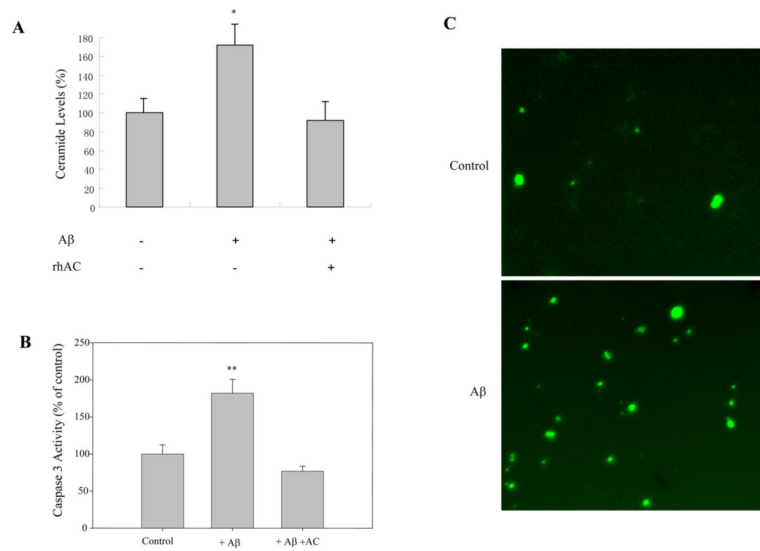 A
*
Ceramide Levels (%)
180
160
140
120
100
80
60
40
20
0
Aβ - + +
rhAC - - +
B
**
Caspase 3 Activity (% of control)
250
200
150
100
50
0
Control + Aβ + Aβ +AC
C
Control
Aβ